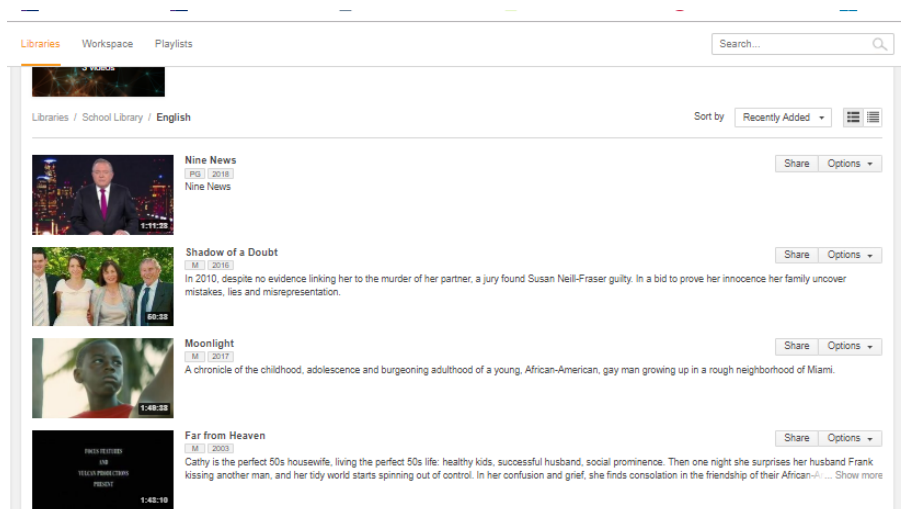 Libraries Workspace Playlists Search...
3 videos
Libraries / School Library / English Sort by Recently Added
Nine News Share Options
PG 2018
Nine News
1:11:28
Shadow of a Doubt Share Options
M 2016
In 2010, despite no evidence linking her to the murder of her partner, a jury found Susan Neill-Fraser guilty. In a bid to prove her innocence her family uncover
mistakes, lies and misrepresentation.
50:38
Moonlight Share Options
M 2017
A chronicle of the childhood, adolescence and burgeoning adulthood of a young, African-American, gay man growing up in a rough neighborhood of Miami.
1:48:38
Far from Heaven Share Options
M 2003
Cathy is the perfect 50s housewife, living the perfect 50s life: healthy kids, successful husband, social prominence. Then one night she surprises her husband Frank
kissing another man, and her tidy world starts spinning out of control. In her confusion and grief, she finds consolation in the friendship of their African-A... Show more
FOCUS FEATURES
AND
VULCAN PRODUCTIONS
PRESENT
1:43:10